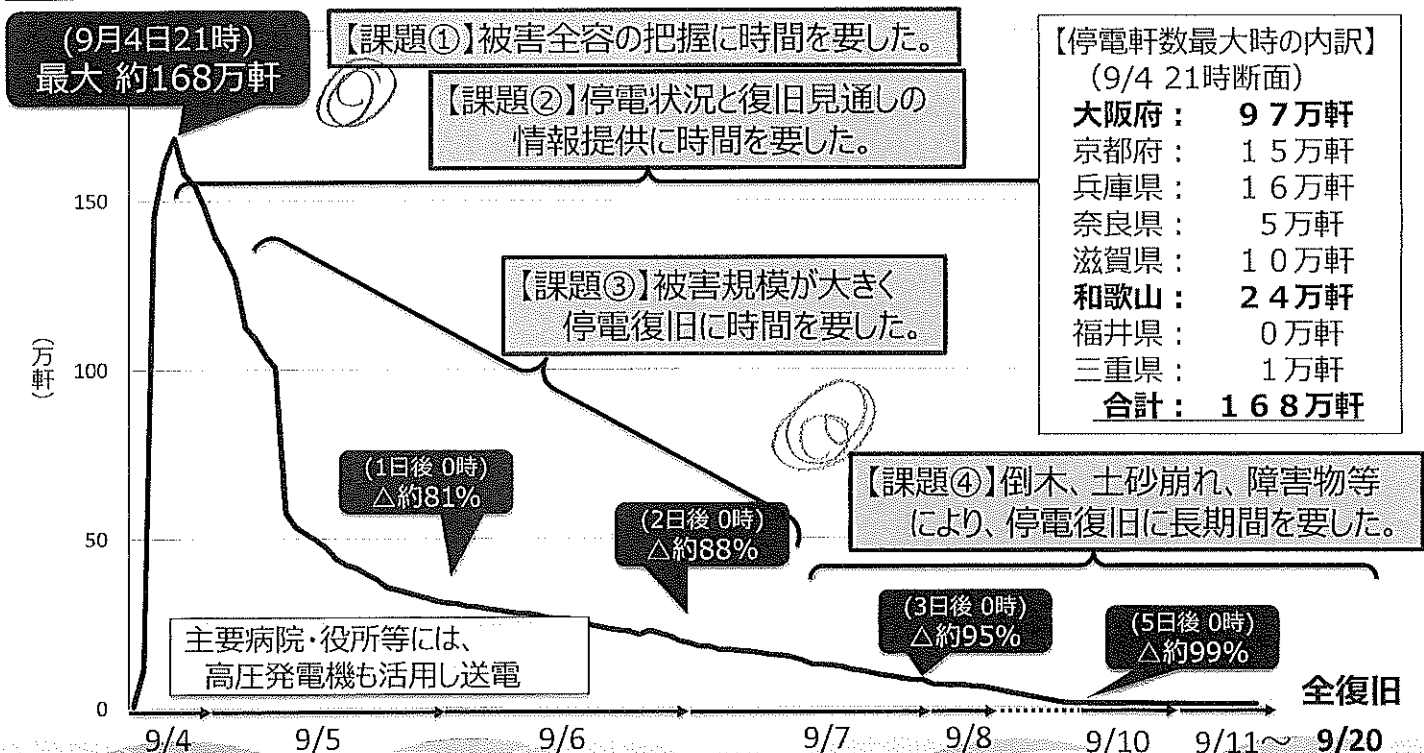 (9月4日21時)
最大 約168万軒
【課題①】被害全容の把握に時間を要した。
【課題②】停電状況と復旧見通しの
情報提供に時間を要した。
【停電軒数最大時の内訳】
(9/4 21時断面)
大阪府： 97万軒
京都府： 15万軒
兵庫県： 16万軒
奈良県： 5万軒
滋賀県： 10万軒
和歌山： 24万軒
福井県： 0万軒
三重県： 1万軒
合計： 168万軒
150
【課題③】被害規模が大きく
停電復旧に時間を要した。
(万軒)
100
(1日後 0時)
△約81%
【課題④】倒木、土砂崩れ、障害物等
により、停電復旧に長期間を要した。
50
(2日後 0時)
△約88%
(3日後 0時)
△約95%
(5日後 0時)
△約99%
主要病院・役所等には、
高圧発電機も活用し送電
全復旧
0
9/4 9/5 9/6 9/7 9/8 9/10 9/11～ 9/20